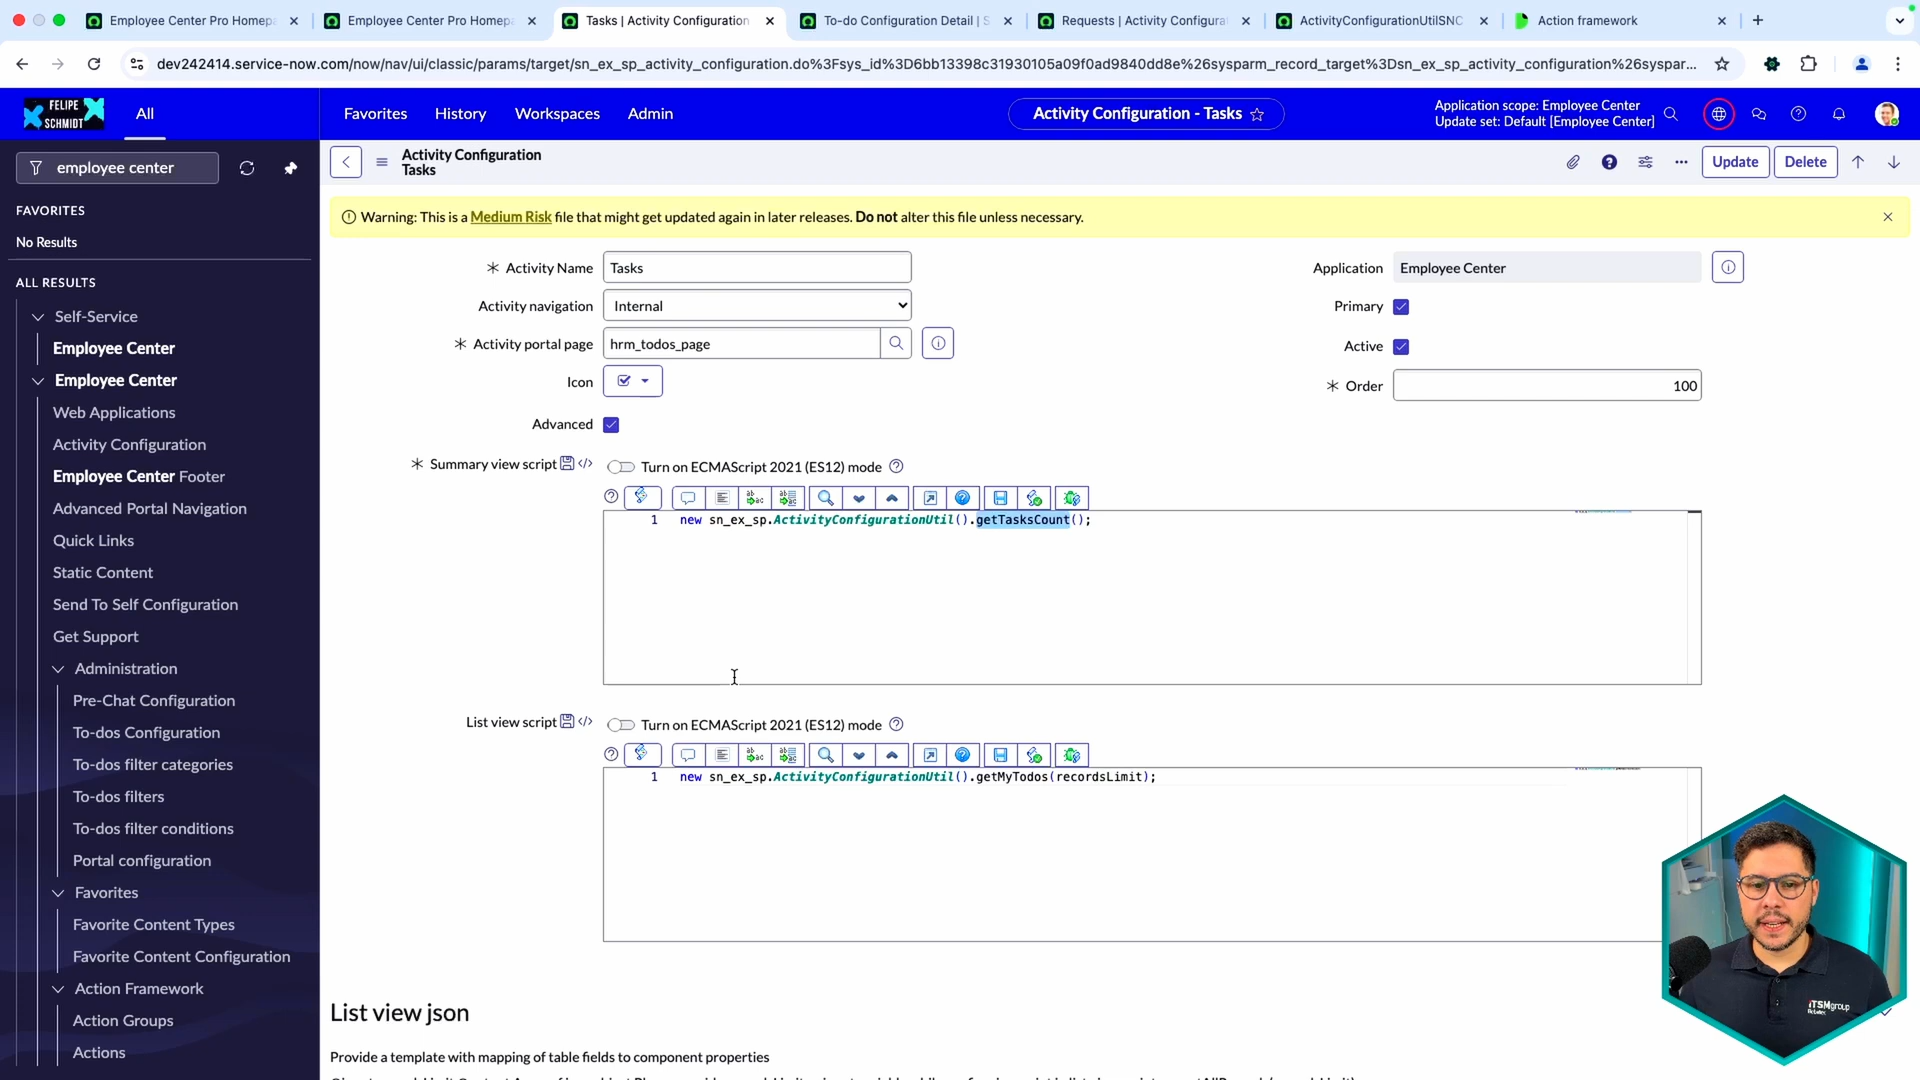 Employee Center Pro Homep
Employee Center Pro Homep
Tasks | Activity Configuration
To-do Configuration Detail | S
Requests | Activity Configurat
ActivityConfigurationUtilSNC
Action framework
dev242414.service-now.com/now/nav/ui/classic/params/target/sn_ex_sp_activity_configuration.do%3Fsys_id%3D6bb13398c31930105a09f0ad9840dd8e%26sysparm_record_target%3Dsn_ex_sp_activity_configuration%26syspar...
FELIPE
SCHMIDT
All
Favorites
History
Workspaces
Admin
Activity Configuration - Tasks
Application scope: Employee Center
Update set: Default [Employee Center]
employee center
FAVORITES
No Results
ALL RESULTS
Self-Service
Employee Center
Employee Center
Web Applications
Activity Configuration
Employee Center Footer
Advanced Portal Navigation
Quick Links
Static Content
Send To Self Configuration
Get Support
Administration
Pre-Chat Configuration
To-dos Configuration
To-dos filter categories
To-dos filters
To-dos filter conditions
Portal configuration
Favorites
Favorite Content Types
Favorite Content Configuration
Action Framework
Action Groups
Actions
Activity Configuration
Tasks
Update
Delete
Warning: This is a Medium Risk file that might get updated again in later releases. Do not alter this file unless necessary.
Activity Name
Tasks
Activity navigation
Internal
Activity portal page
hrm_todos_page
Icon
Advanced
Application
Employee Center
Primary
Active
Order
100
Summary view script
Turn on ECMAScript 2021 (ES12) mode
1 new sn_ex_sp.ActivityConfigurationUtil().getTasksCount();
List view script
Turn on ECMAScript 2021 (ES12) mode
1 new sn_ex_sp.ActivityConfigurationUtil().getMyTodos(recordsLimit);
List view json
Provide a template with mapping of table fields to component properties
iTSMgroup